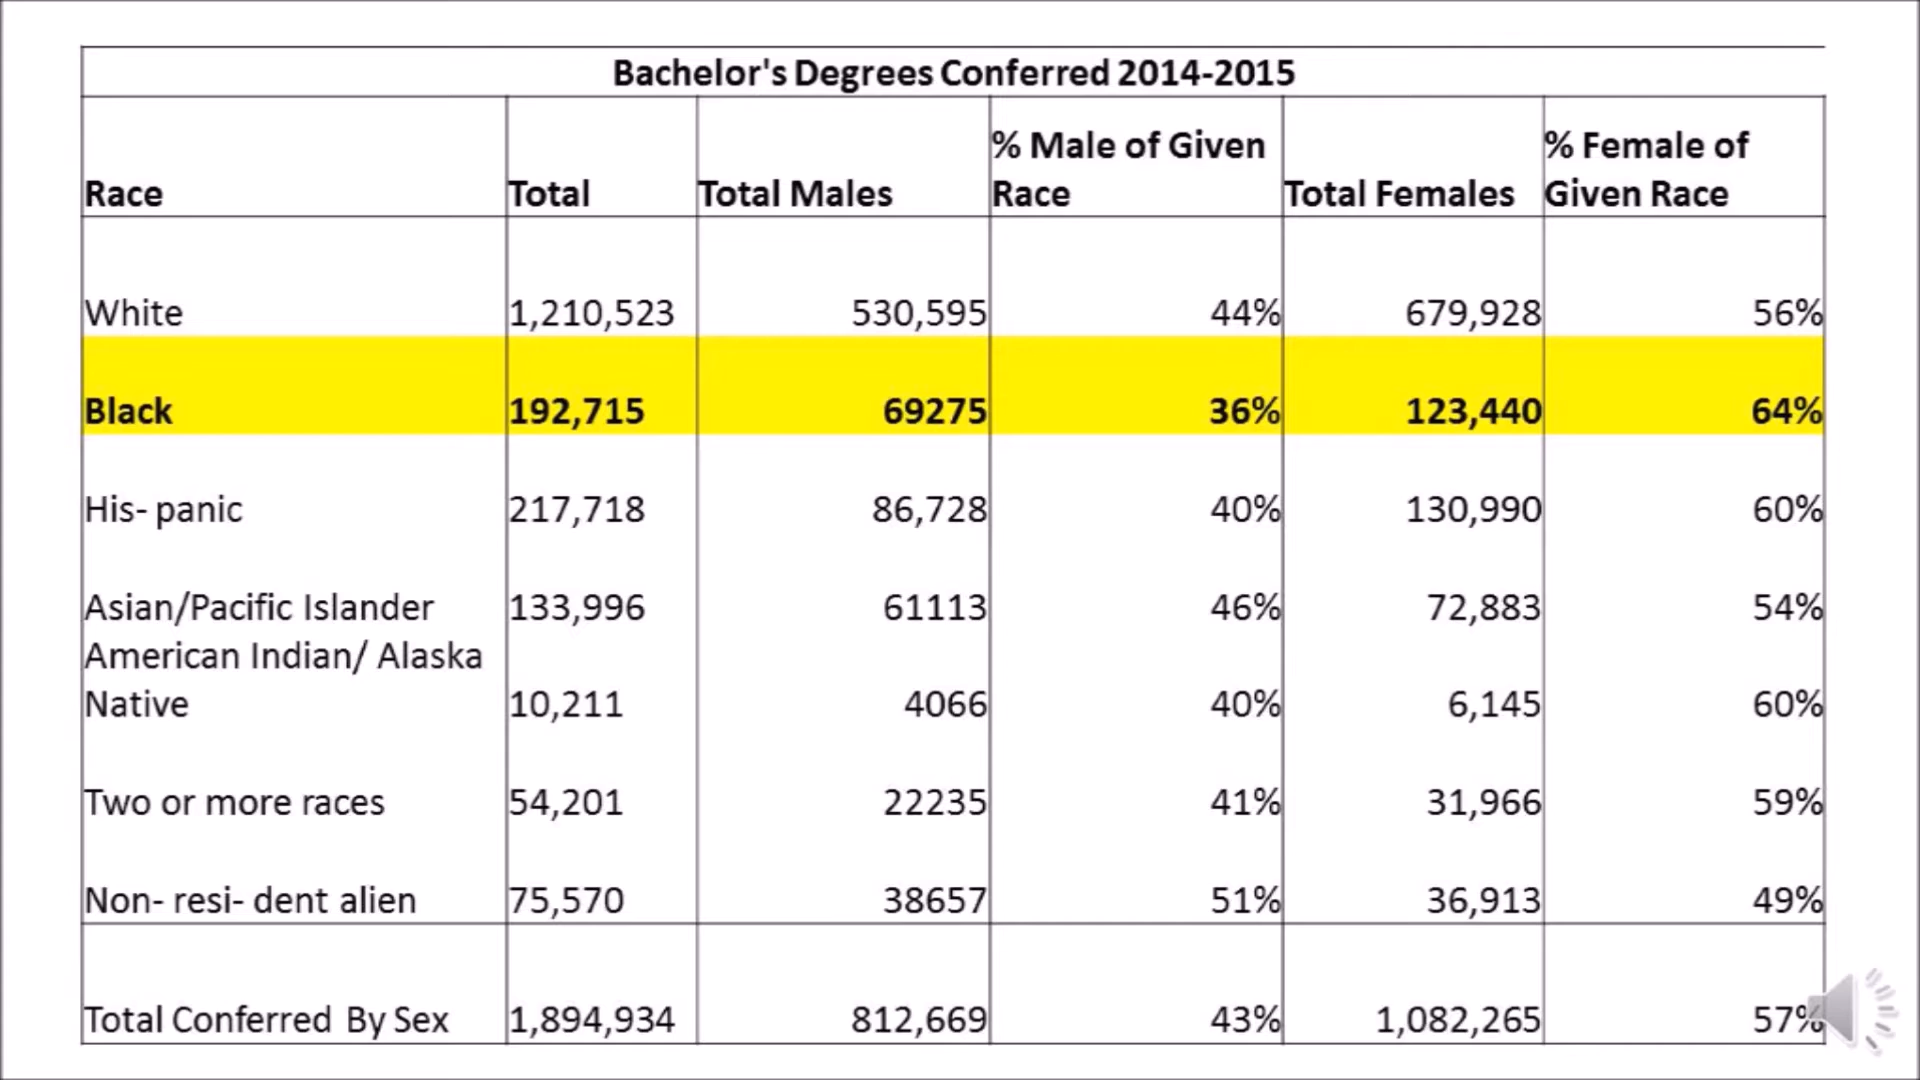 Bachelor's Degrees Conferred 2014-2015
Race Total Total Males % Male of Given Race Total Females % Female of Given Race
White 1,210,523 530,595 44% 679,928 56%
Black 192,715 69275 36% 123,440 64%
His- panic 217,718 86,728 40% 130,990 60%
Asian/Pacific Islander 133,996 61113 46% 72,883 54%
American Indian/ Alaska
Native 10,211 4066 40% 6,145 60%
Two or more races 54,201 22235 41% 31,966 59%
Non- resi- dent alien 75,570 38657 51% 36,913 49%
Total Conferred By Sex 1,894,934 812,669 43% 1,082,265 57%